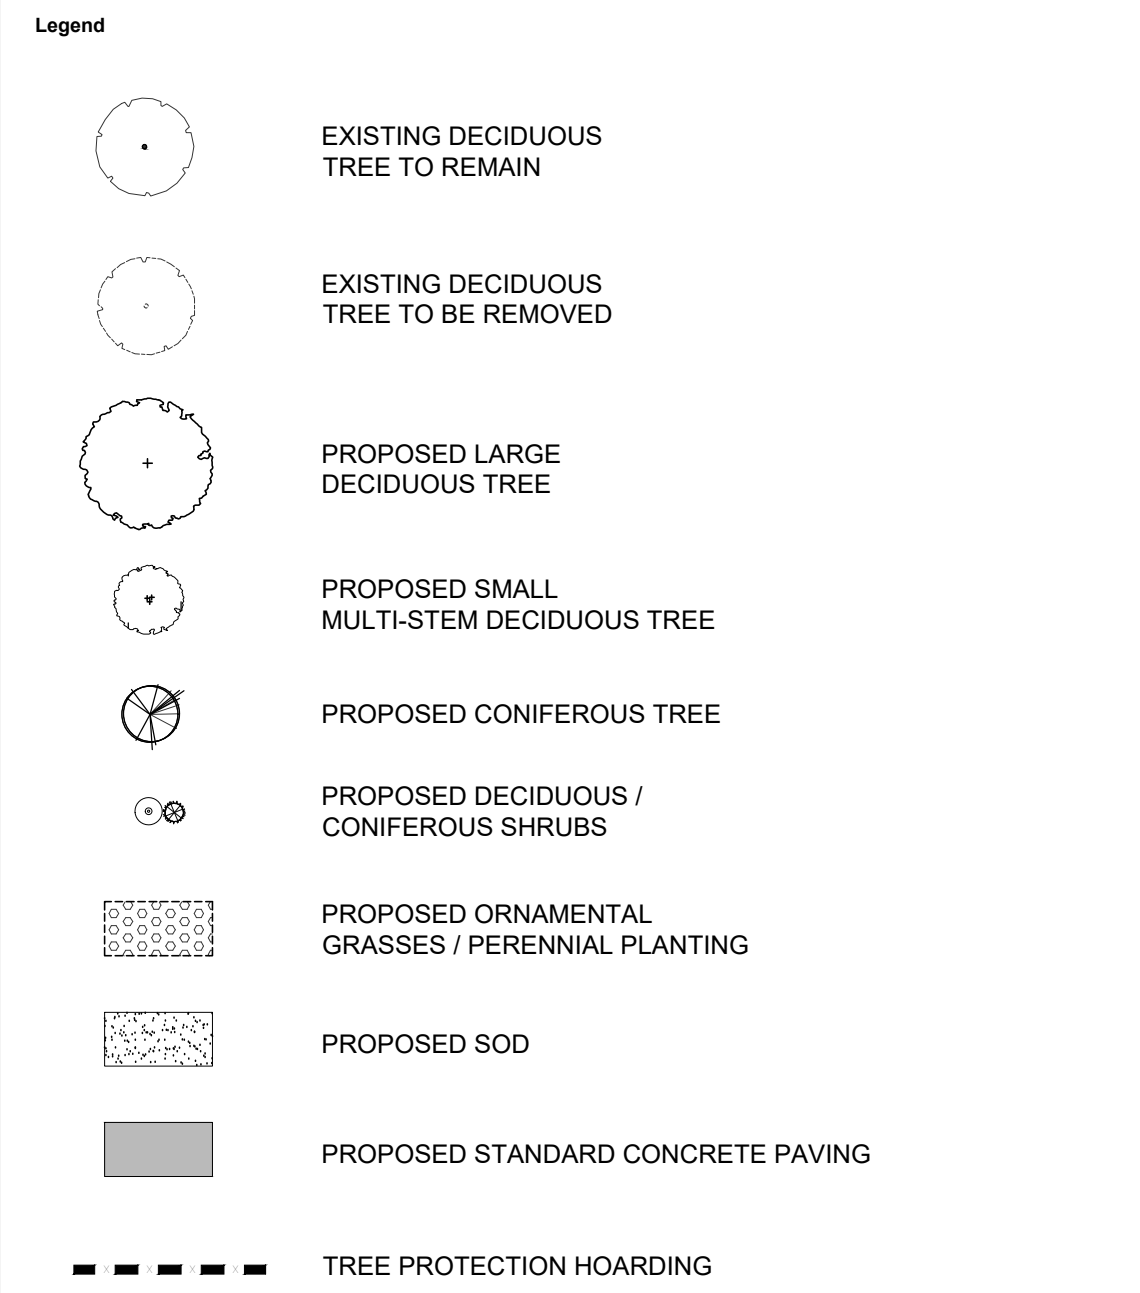 Legend
EXISTING DECIDUOUS
TREE TO REMAIN
EXISTING DECIDUOUS
TREE TO BE REMOVED
PROPOSED LARGE
DECIDUOUS TREE
PROPOSED SMALL
MULTI-STEM DECIDUOUS TREE
PROPOSED CONIFEROUS TREE
PROPOSED DECIDUOUS /
CONIFEROUS SHRUBS
PROPOSED ORNAMENTAL
GRASSES / PERENNIAL PLANTING
PROPOSED SOD
PROPOSED STANDARD CONCRETE PAVING
TREE PROTECTION HOARDING